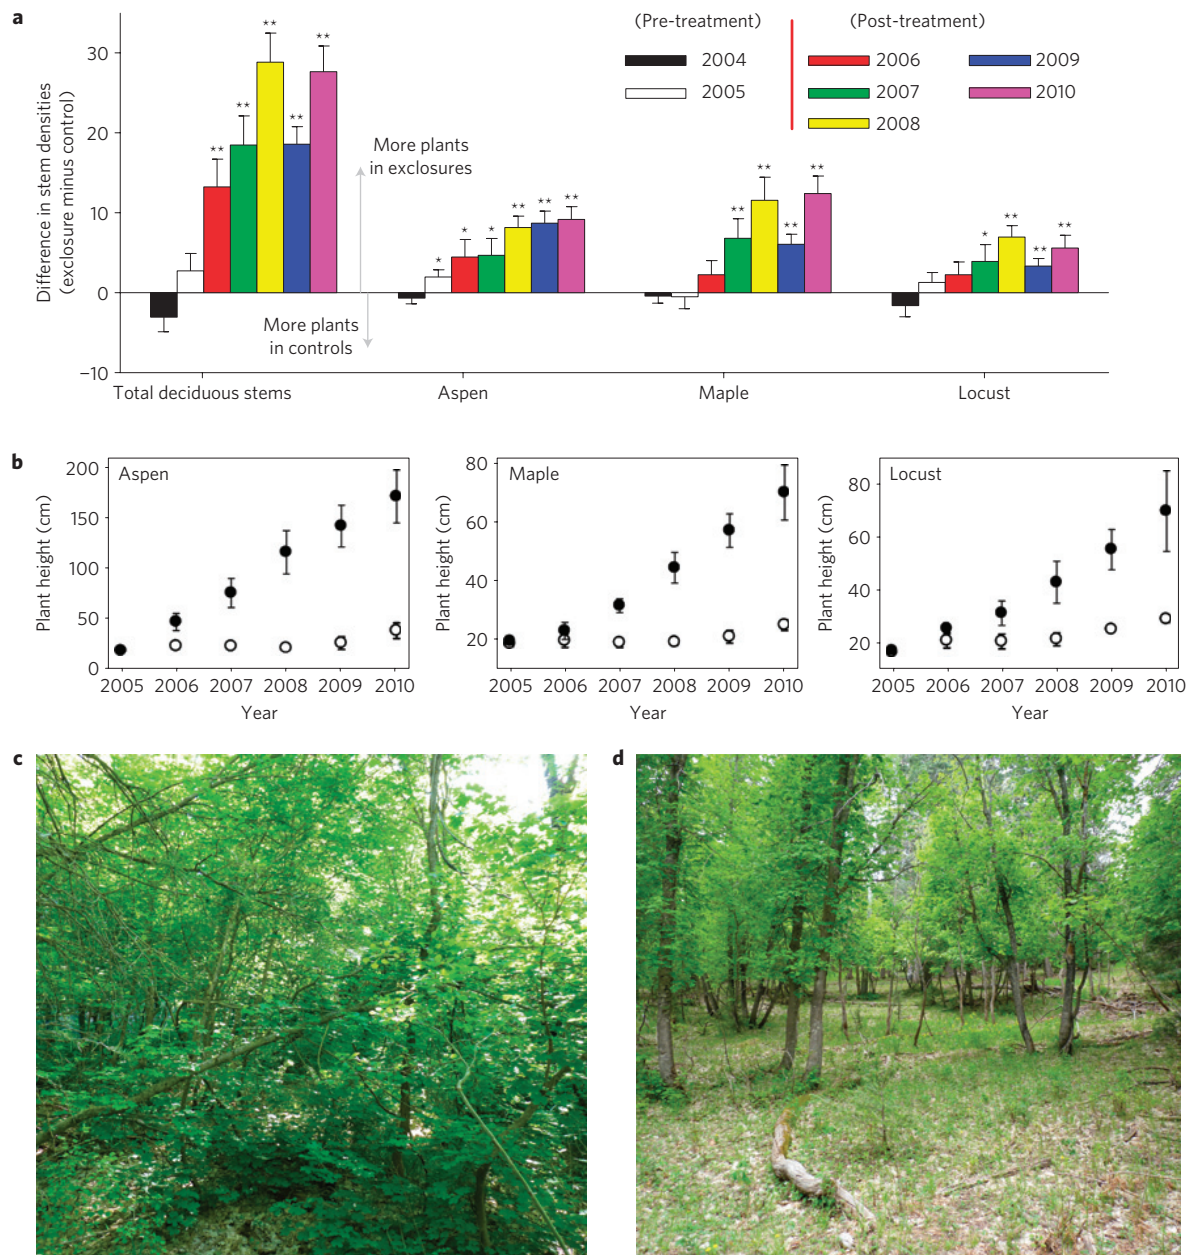 a
Difference in stem densities
(exclosure minus control)
30
20
10
0
−10
** ** ** ** **
* * * ** ** **
** ** ** **
* ** ** **
More plants
in exclosures
More plants
in controls
Total deciduous stems Aspen Maple Locust
(Pre-treatment) (Post-treatment)
2004 2006 2009
2005 2007 2010
2008
b
Aspen
Plant height (cm)
200
150
100
50
0
2005 2006 2007 2008 2009 2010
Year
Maple
Plant height (cm)
80
60
40
20
2005 2006 2007 2008 2009 2010
Year
Locust
Plant height (cm)
80
60
40
20
2005 2006 2007 2008 2009 2010
Year
c
d